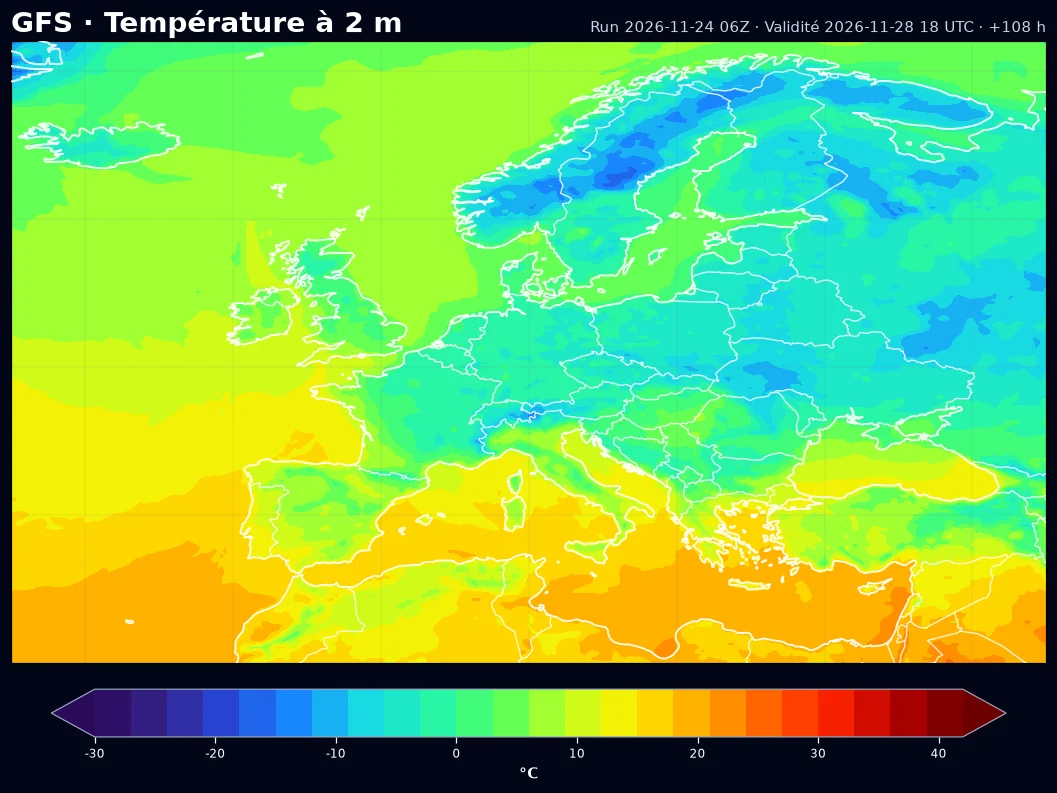 GFS · Température à 2 m
Run 2026-11-24 06Z · Validité 2026-11-28 18 UTC · +108 h
-30 -20 -10 0 10 20 30 40
°C